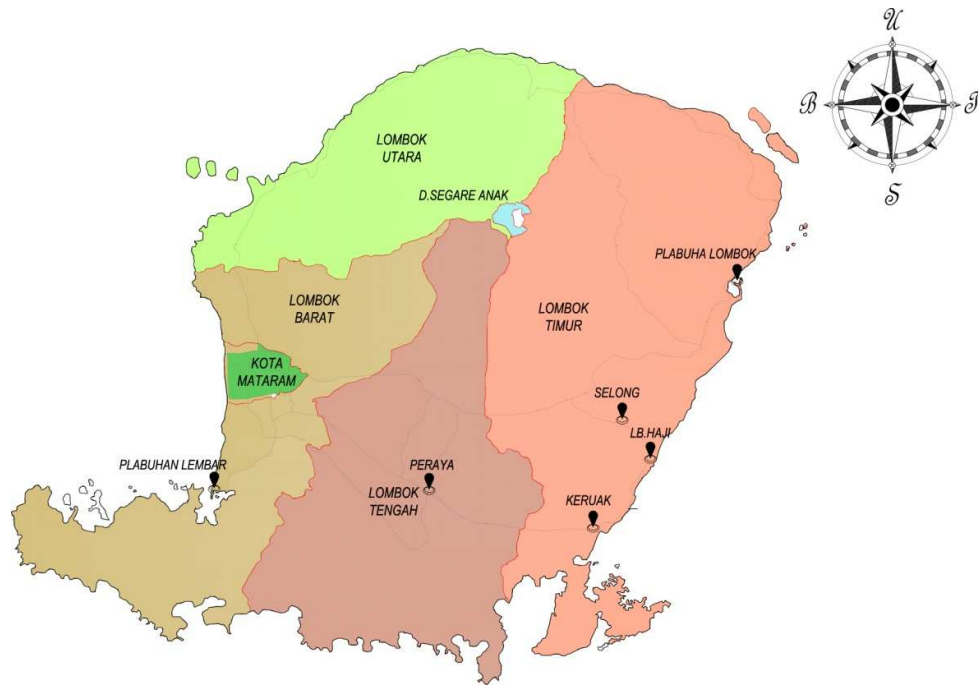 U
B
T
S
LOMBOK
UTARA
D.SEGARE ANAK
PLABUHA LOMBOK
LOMBOK
BARAT
LOMBOK
TIMUR
KOTA
MATARAM
SELONG
LB.HAJI
PLABUHAN LEMBAR
PERAYA
LOMBOK
TENGAH
KERUAK